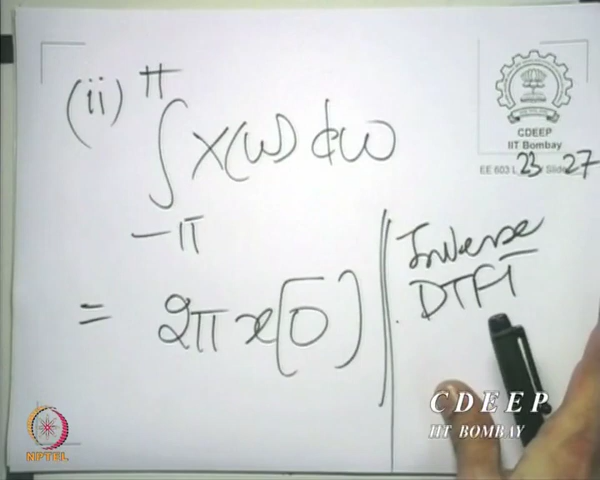 (ii) ∫_{-π}^{π} X(ω) dω
= 2π x[0]
Inverse
DTFT
CDEEP
IIT Bombay
EE 603 L 23 / Slide 27
CDEEP
IIT BOMBAY
NPTEL